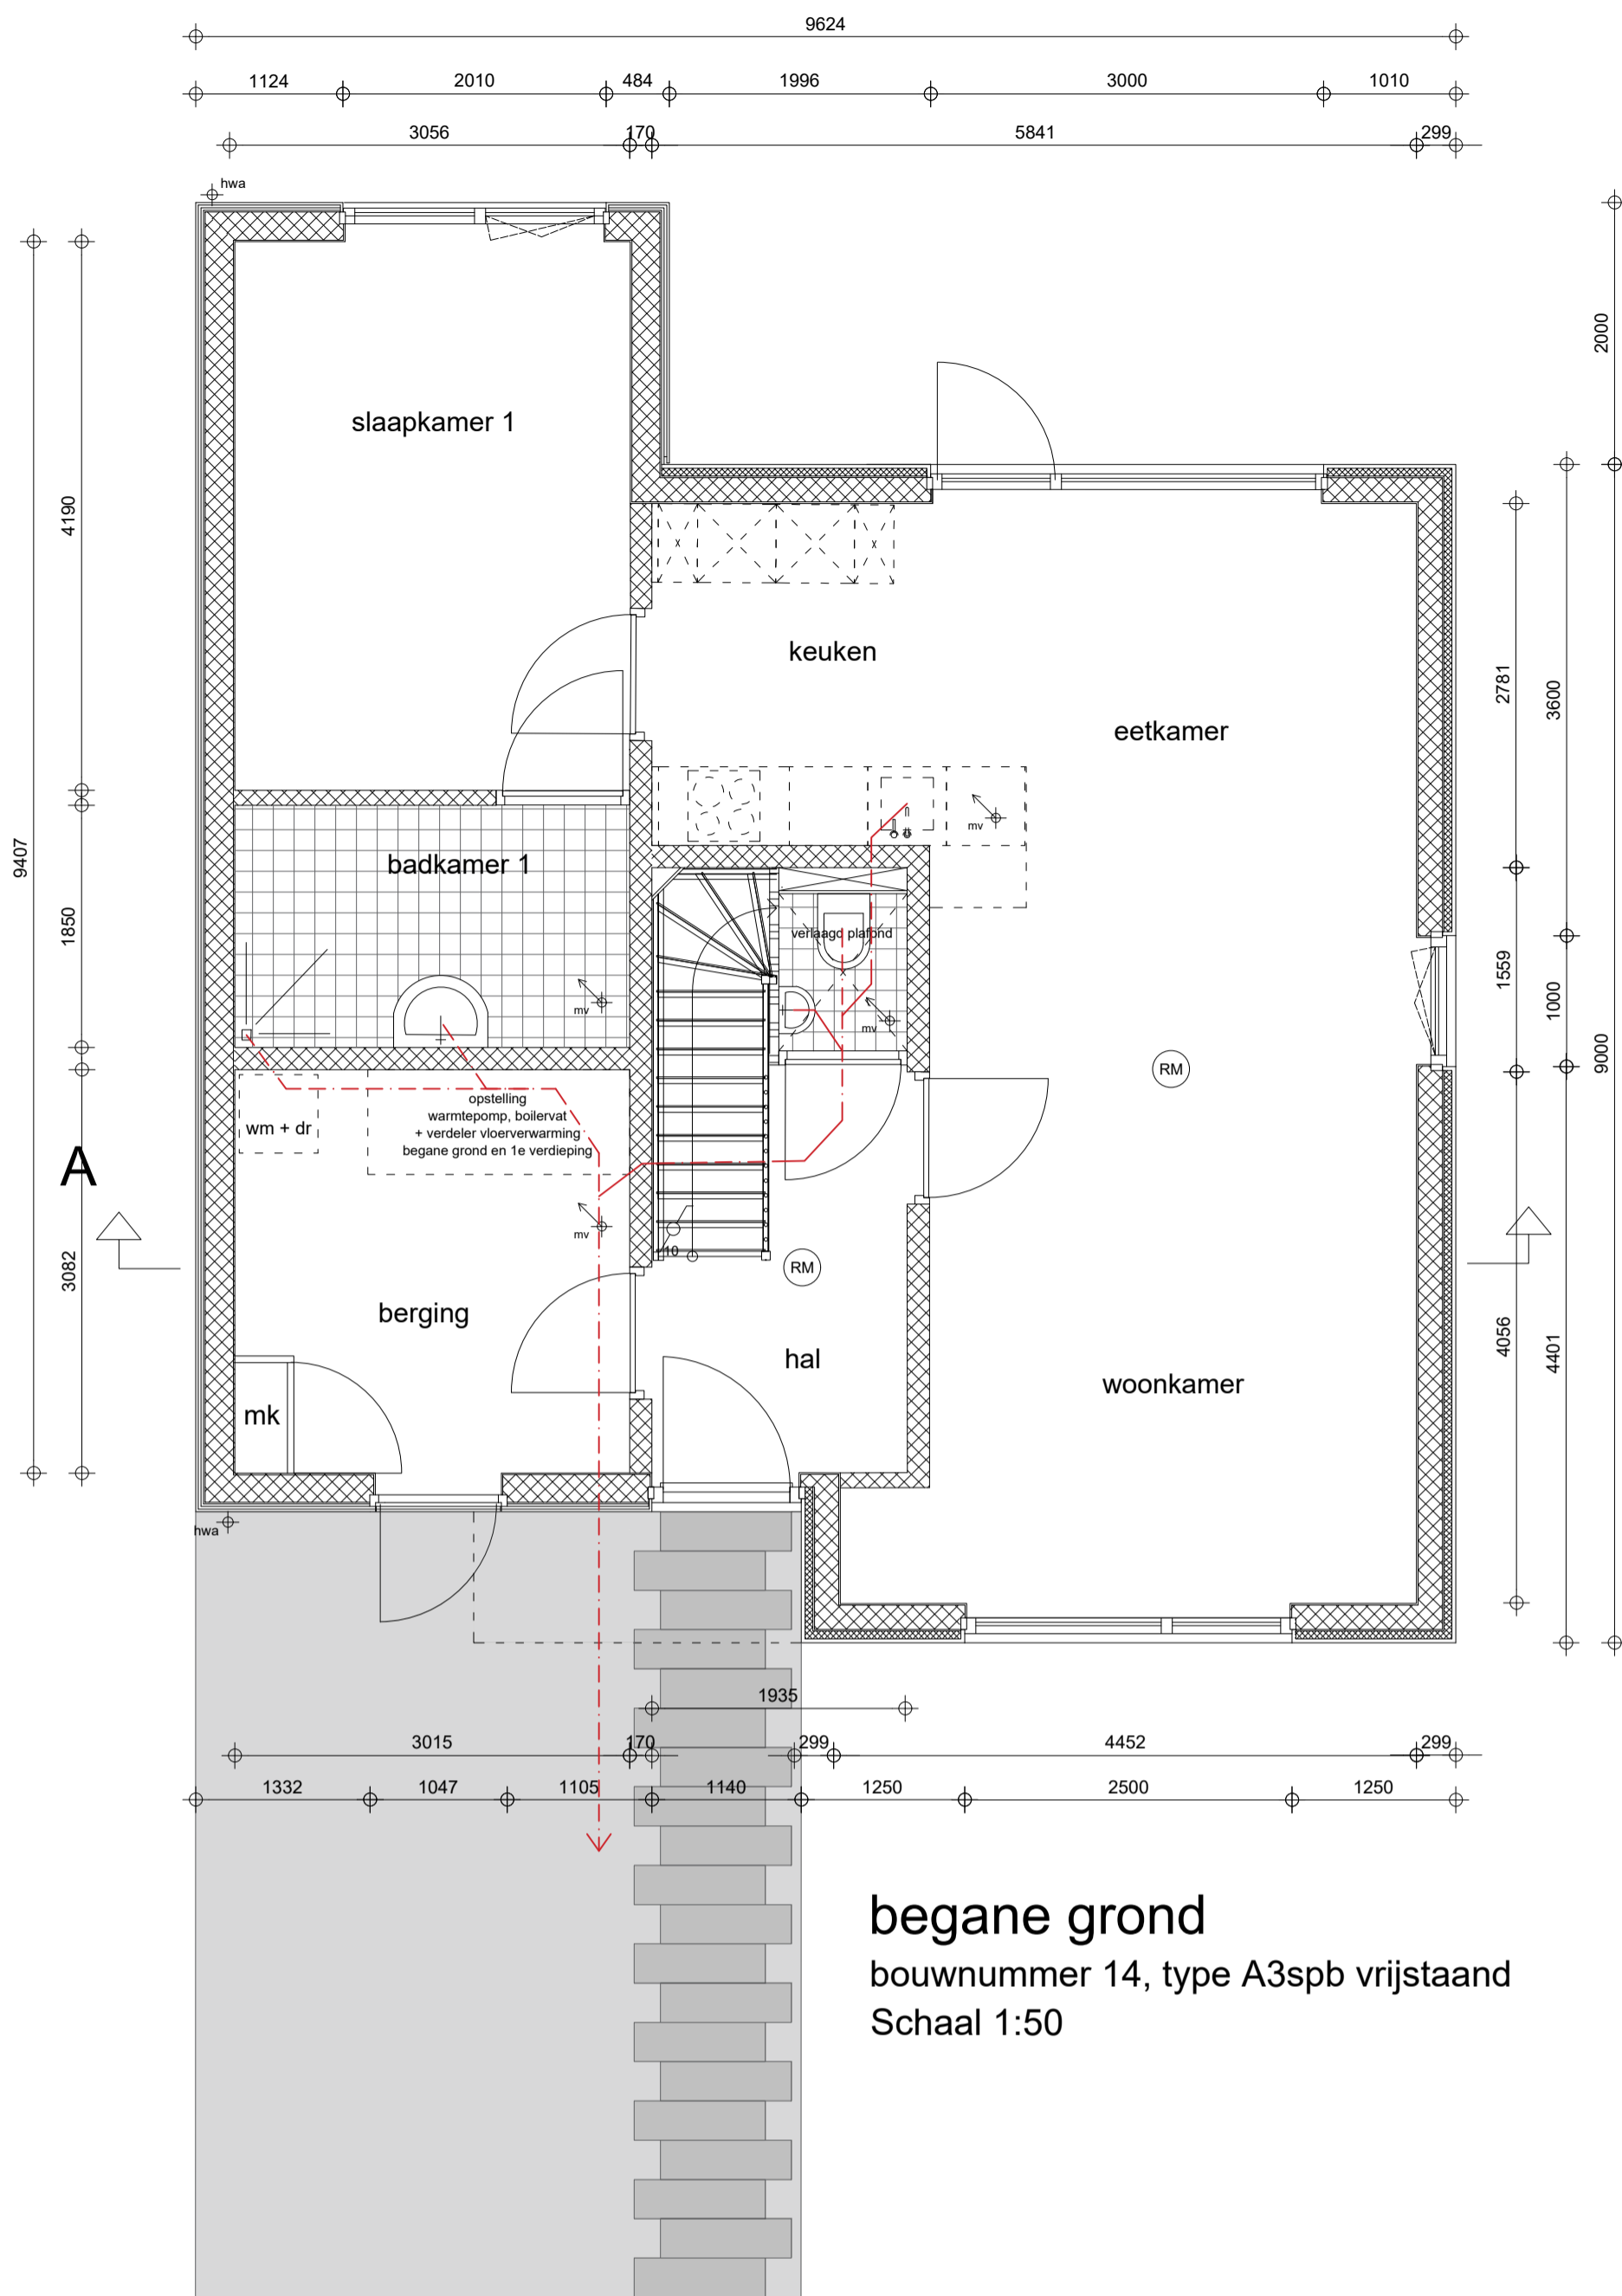 9624
1124 2010 484 1996 3000 1010
3056 170 5841 299
hwa
2000
slaapkamer 1
4190
keuken
2781
3600
eetkamer
mv
9407
badkamer 1
1850
verlaagd plafond
1559
1000
9000
mv
mv
RM
opstelling
warmtepomp, boilervat
+ verdeler vloerverwarming
begane grond en 1e verdieping
wm + dr
A
mv
10
3082
RM
berging
hal
4056
4401
woonkamer
mk
hwa
1935
3015 170 299 4452 299
1332 1047 1105 1140 1250 2500 1250
begane grond
bouwnummer 14, type A3spb vrijstaand
Schaal 1:50